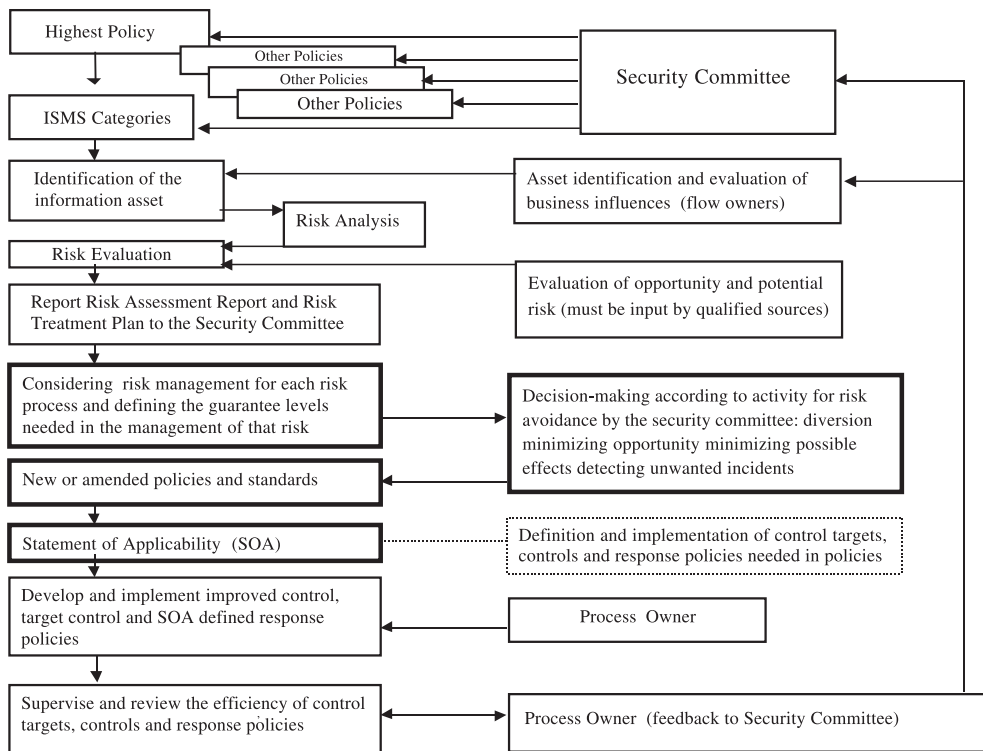 Highest Policy
Other Policies
Other Policies
Other Policies
Security Committee
ISMS Categories
Identification of the
information asset
Asset identification and evaluation of
business influences (flow owners)
Risk Analysis
Risk Evaluation
Evaluation of opportunity and potential
risk (must be input by qualified sources)
Report Risk Assessment Report and Risk
Treatment Plan to the Security Committee
Considering risk management for each risk
process and defining the guarantee levels
needed in the management of that risk
Decision-making according to activity for risk
avoidance by the security committee: diversion
minimizing opportunity minimizing possible
effects detecting unwanted incidents
New or amended policies and standards
Statement of Applicability (SOA)
Definition and implementation of control targets,
controls and response policies needed in policies
Develop and implement improved control,
target control and SOA defined response
policies
Process Owner
Supervise and review the efficiency of control
targets, controls and response policies
Process Owner (feedback to Security Committee)